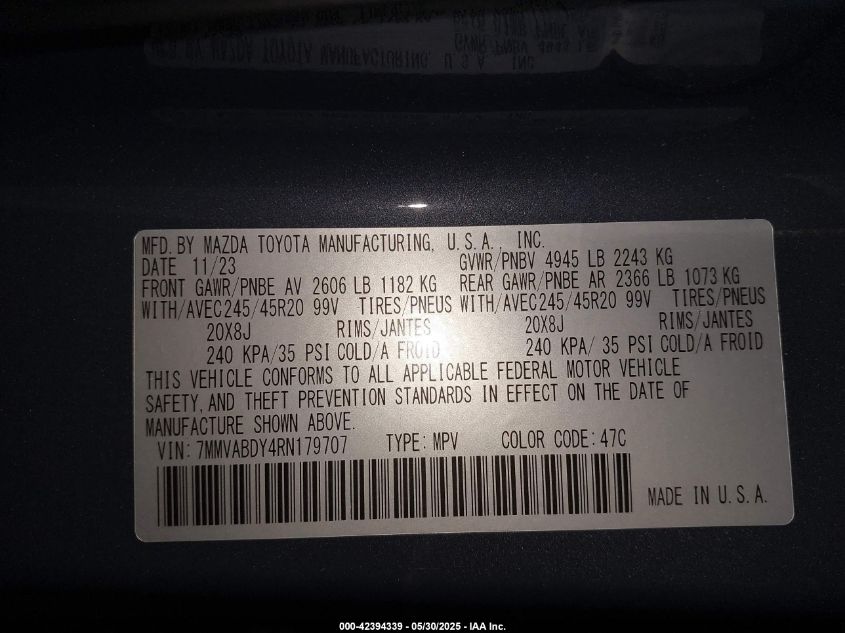 MFD. BY MAZDA TOYOTA MANUFACTURING, U.S.A., INC.
DATE 11/23 GVWR/PNBV 4945 LB 2243 KG
FRONT GAWR/PNBE AV 2606 LB 1182 KG REAR GAWR/PNBE AR 2366 LB 1073 KG
WITH/AVEC245/45R20 99V TIRES/PNEUS WITH/AVEC245/45R20 99V TIRES/PNEUS
20X8J RIMS/JANTES 20X8J RIMS/JANTES
240 KPA/35 PSI COLD/A FROID 240 KPA/ 35 PSI COLD/A FROID
THIS VEHICLE CONFORMS TO ALL APPLICABLE FEDERAL MOTOR VEHICLE
SAFETY, AND THEFT PREVENTION STANDARDS IN EFFECT ON THE DATE OF
MANUFACTURE SHOWN ABOVE.
VIN: 7MMVABDY4RN179707 TYPE: MPV COLOR CODE: 47C
MADE IN U.S.A.
000-42394339 - 05/30/2025 - IAA Inc.